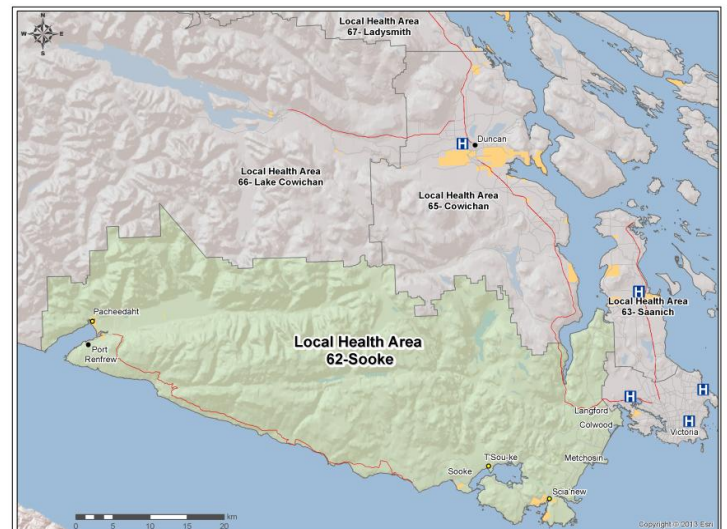 Local Health Area
67- Ladysmith
N
W
E
S
H
Duncan
Local Health Area
66- Lake Cowichan
Local Health Area
65- Cowichan
H
Local Health Area
63- Saanich
Pacheedaht
Port
Renfrew
Local Health Area
62-Sooke
H
H
H
Langford
Colwood
Victoria
Metchosin
T'Sou-ke
Sooke
Scia'new
km
0
5
10
15
20
Copyright © 2013 Esri